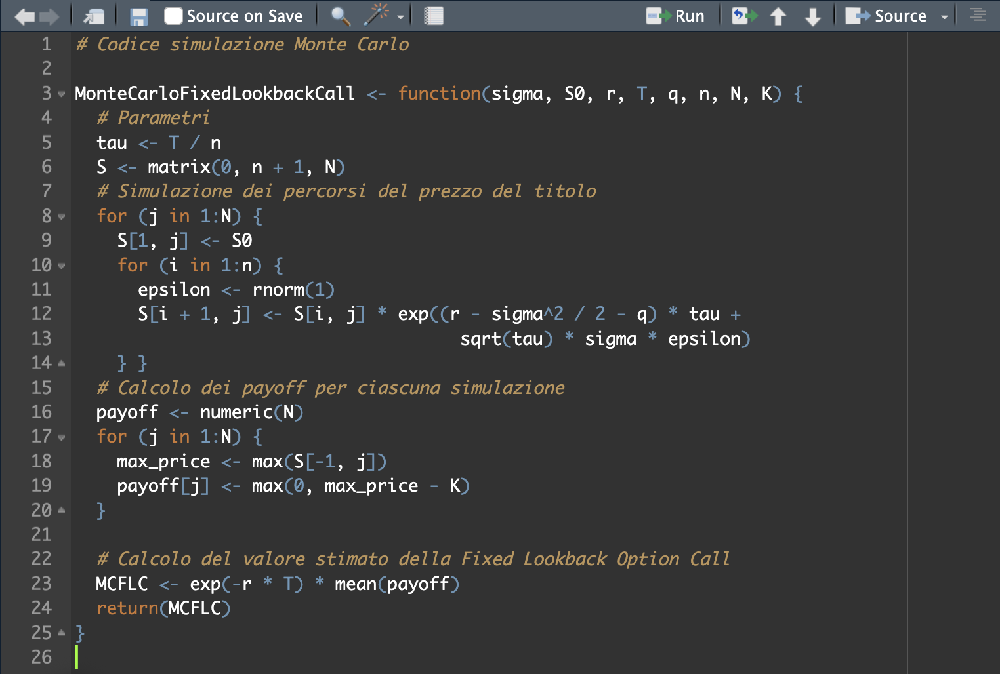 Source on Save Run Source
1 # Codice simulazione Monte Carlo
2
3 MonteCarloFixedLookbackCall <- function(sigma, S0, r, T, q, n, N, K) {
4 # Parametri
5 tau <- T / n
6 S <- matrix(0, n + 1, N)
7 # Simulazione dei percorsi del prezzo del titolo
8 for (j in 1:N) {
9 S[1, j] <- S0
10 for (i in 1:n) {
11 epsilon <- rnorm(1)
12 S[i + 1, j] <- S[i, j] * exp((r - sigma^2 / 2 - q) * tau +
13 sqrt(tau) * sigma * epsilon)
14 } }
15 # Calcolo dei payoff per ciascuna simulazione
16 payoff <- numeric(N)
17 for (j in 1:N) {
18 max_price <- max(S[-1, j])
19 payoff[j] <- max(0, max_price - K)
20 }
21
22 # Calcolo del valore stimato della Fixed Lookback Option Call
23 MCFLC <- exp(-r * T) * mean(payoff)
24 return(MCFLC)
25 }
26